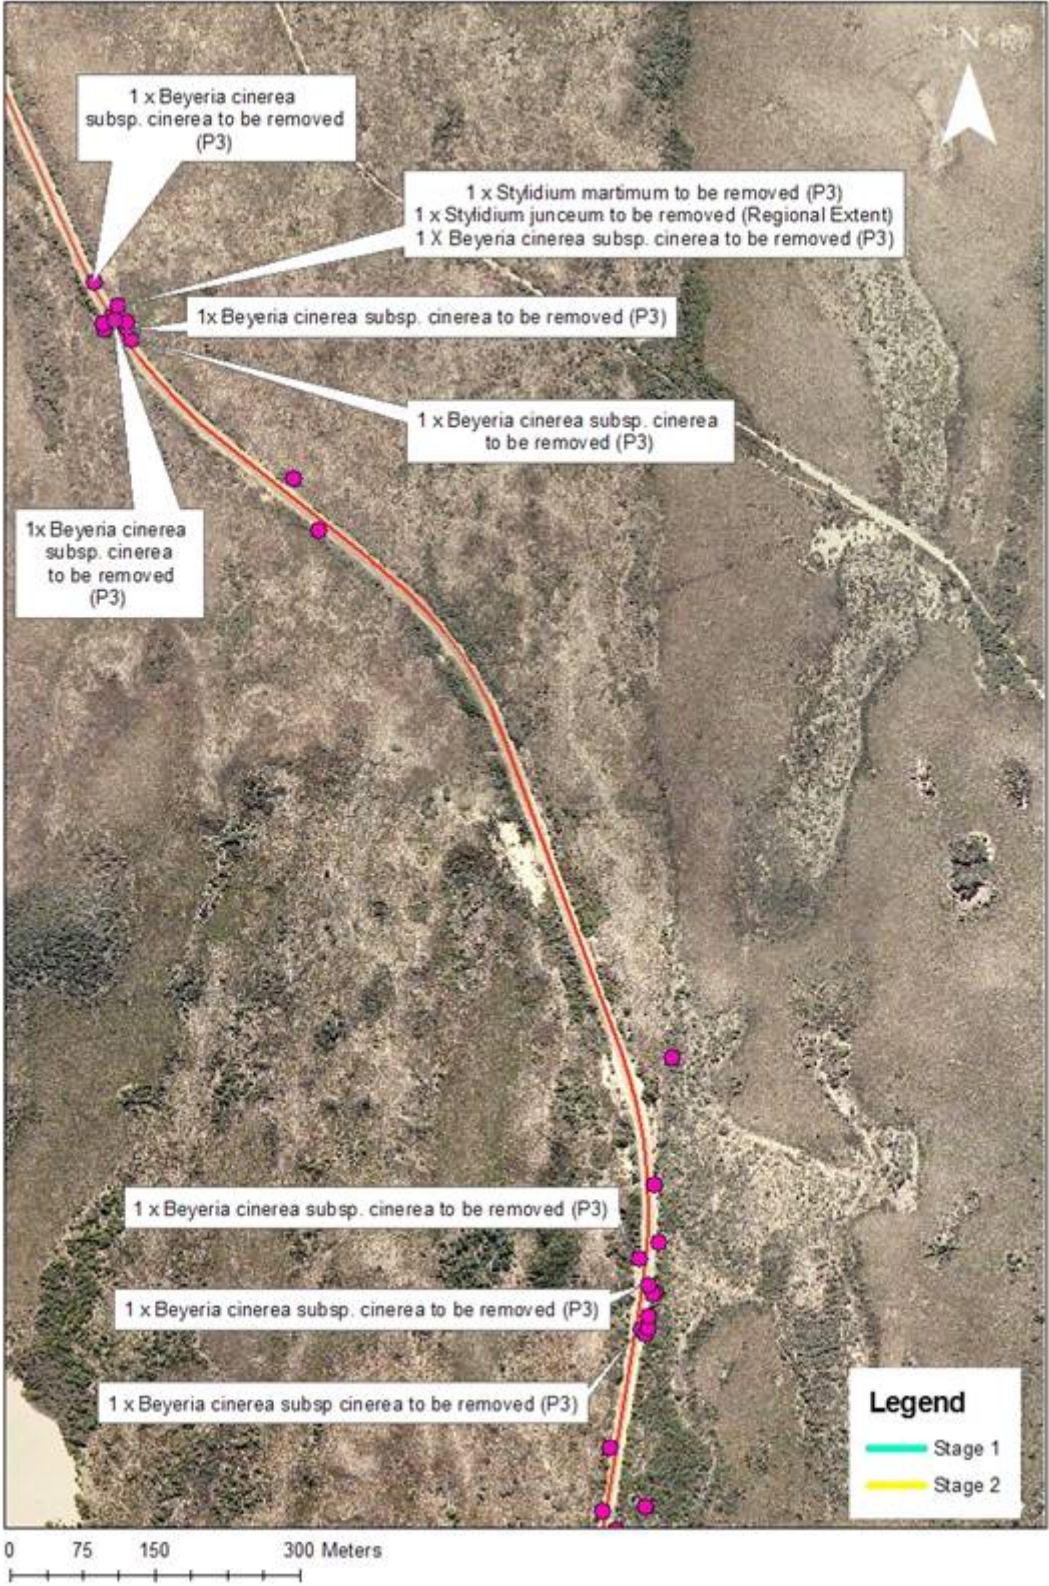 N
1 x Beyeria cinerea
subsp. cinerea to be removed
(P3)
1 x Stylidium martimum to be removed (P3)
1 x Stylidium junceum to be removed (Regional Extent)
1 X Beyeria cinerea subsp. cinerea to be removed (P3)
1x Beyeria cinerea subsp. cinerea to be removed (P3)
1 x Beyeria cinerea subsp. cinerea
to be removed (P3)
1x Beyeria cinerea
subsp. cinerea
to be removed
(P3)
1 x Beyeria cinerea subsp. cinerea to be removed (P3)
1 x Beyeria cinerea subsp. cinerea to be removed (P3)
1 x Beyeria cinerea subsp cinerea to be removed (P3)
Legend
Stage 1
Stage 2
0 75 150 300 Meters